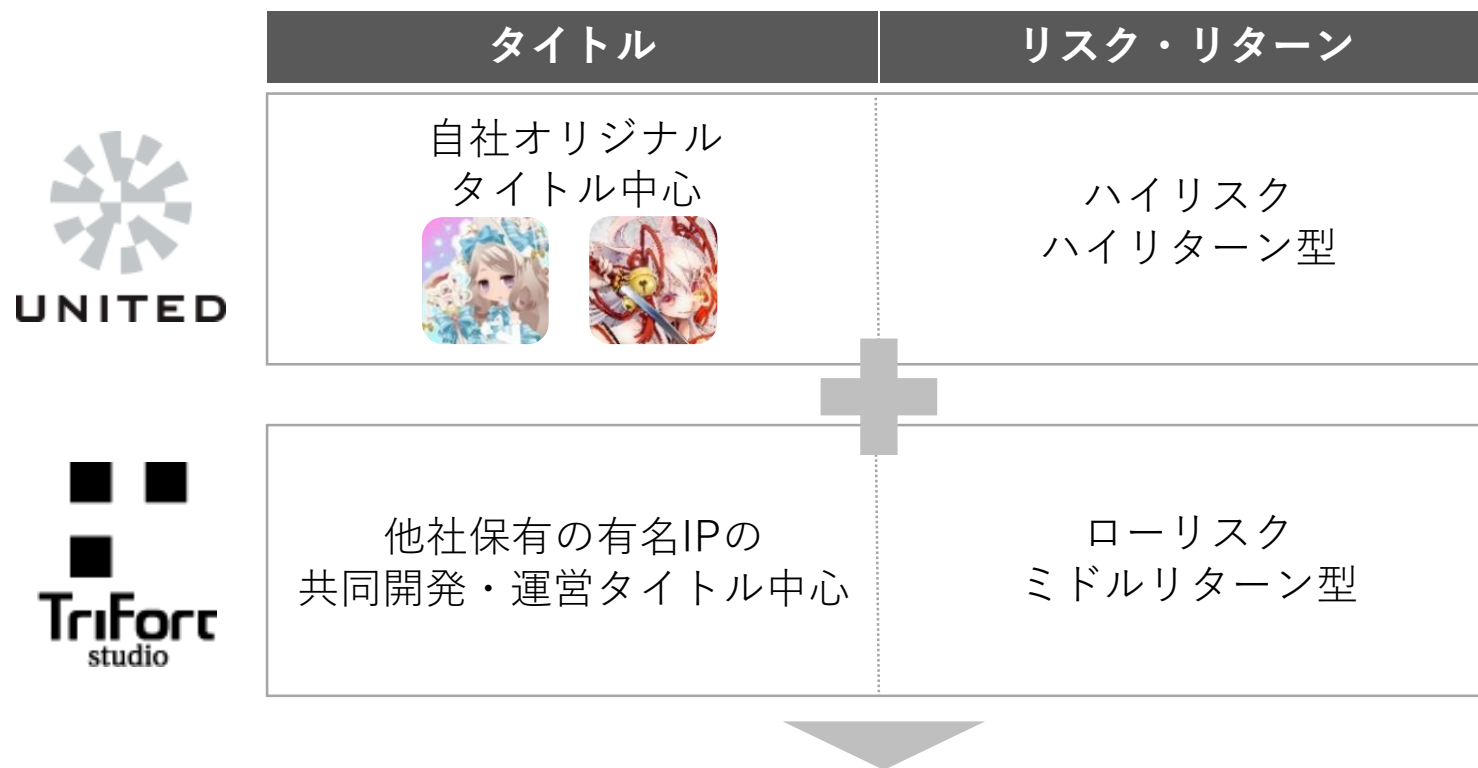 タイトル
リスク・リターン
UNITED
自社オリジナル
タイトル中心
ハイリスク
ハイリターン型
TriFort
studio
他社保有の有名IPの
共同開発・運営タイトル中心
ローリスク
ミドルリターン型